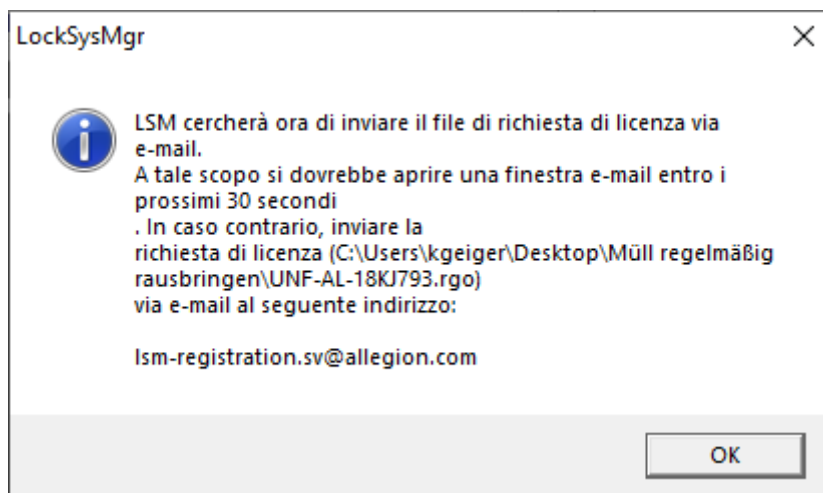 LockSysMgr
LSM cercherà ora di inviare il file di richiesta di licenza via
e-mail.
A tale scopo si dovrebbe aprire una finestra e-mail entro i
prossimi 30 secondi
. In caso contrario, inviare la
richiesta di licenza (C:\Users\kgeiger\Desktop\Müll regelmäßig
rausbringen\UNF-AL-18KJ793.rgo)
via e-mail al seguente indirizzo:
lsm-registration.sv@allegion.com
OK